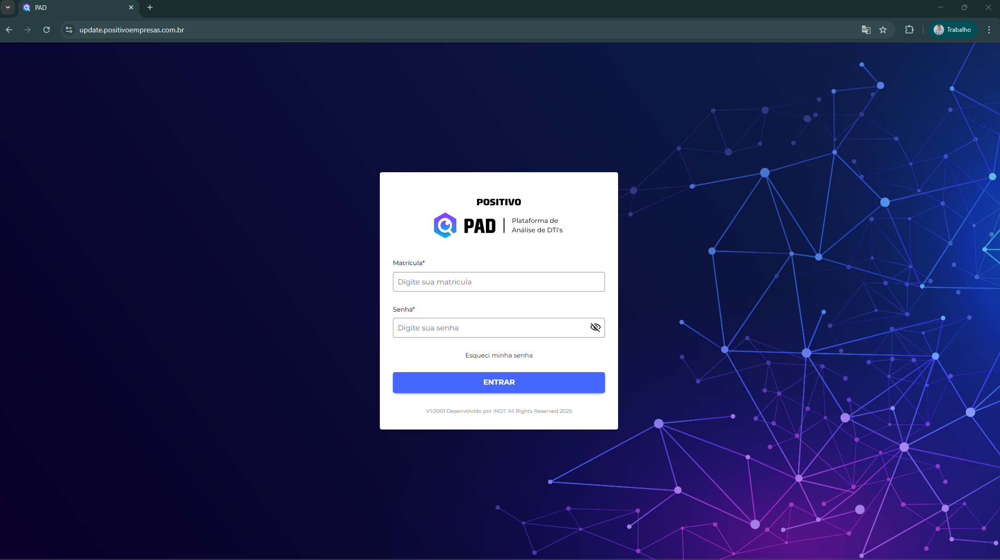 PAD
update.positivoempresas.com.br
Trabalho
POSITIVO
PAD
Plataforma de
Análise de DTI's
Matrícula*
Digite sua matrícula
Senha*
Digite sua senha
Esqueci minha senha
ENTRAR
V1.0001 Desenvolvido por INDT All Rights Reserved 2025